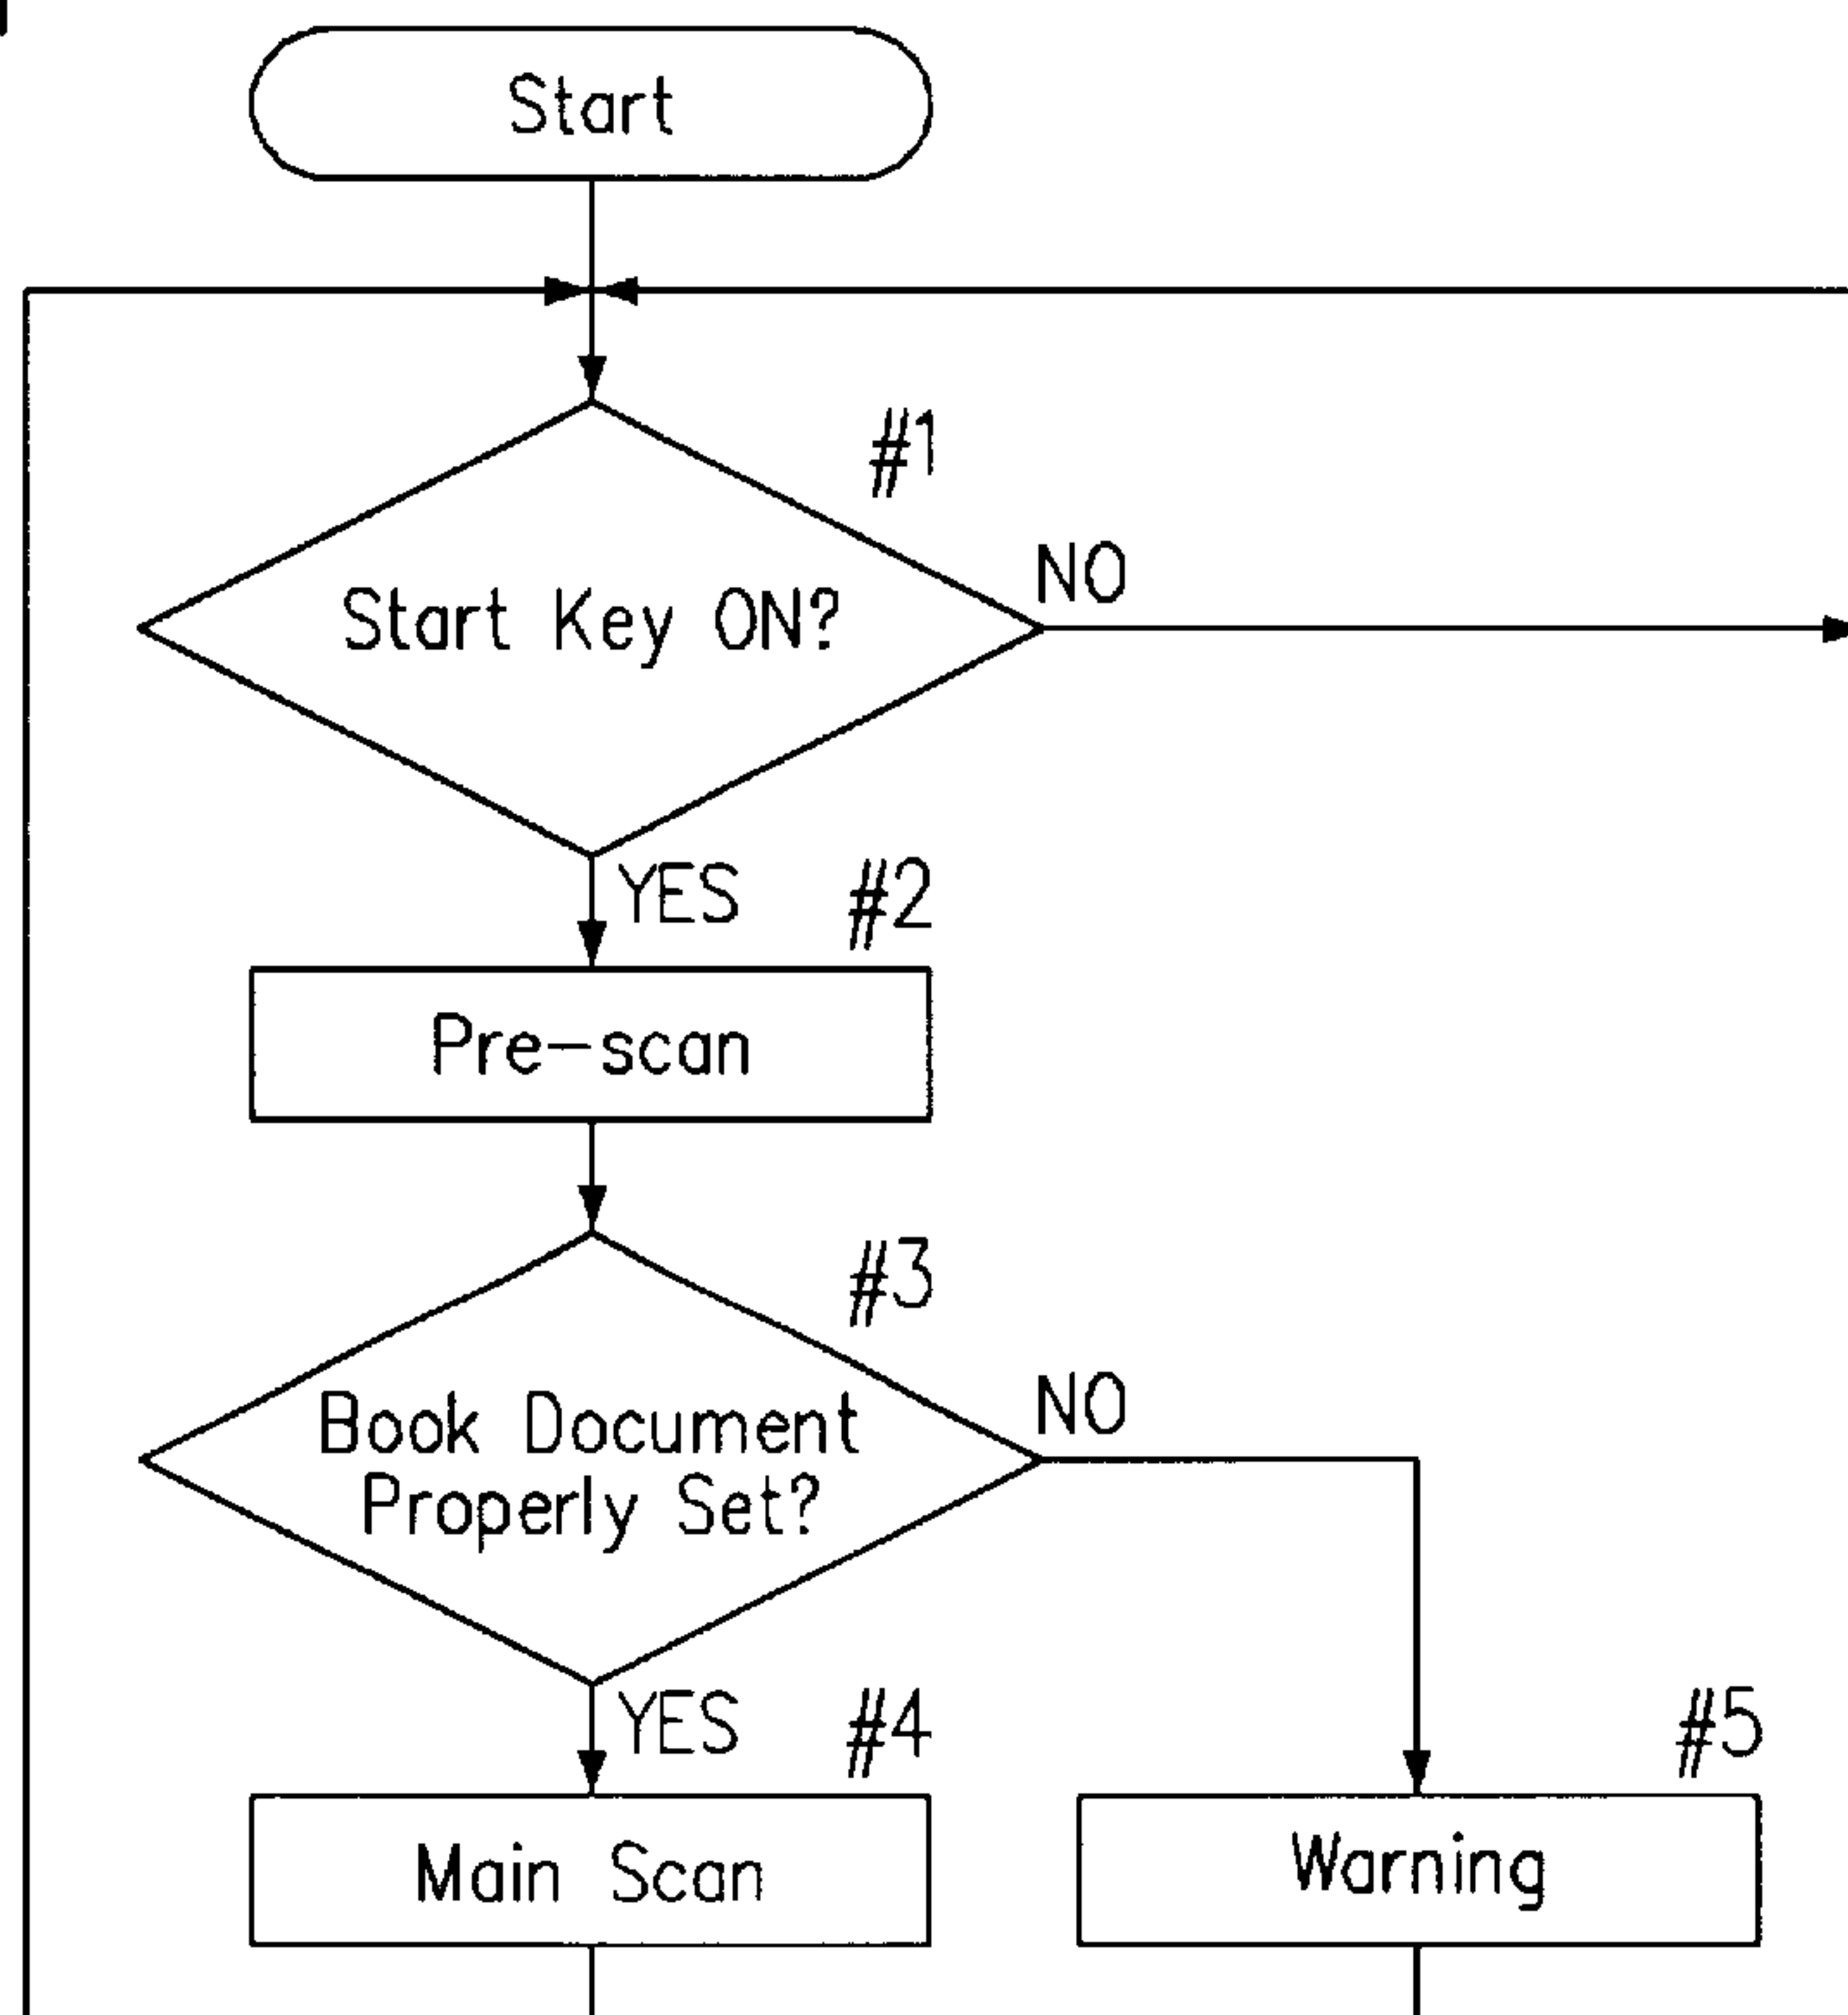 Start
#1
NO
Start Key ON?
YES
#2
Pre-scan
#3
NO
Book Document
Properly Set?
YES
#4
#5
Main Scan
Warning